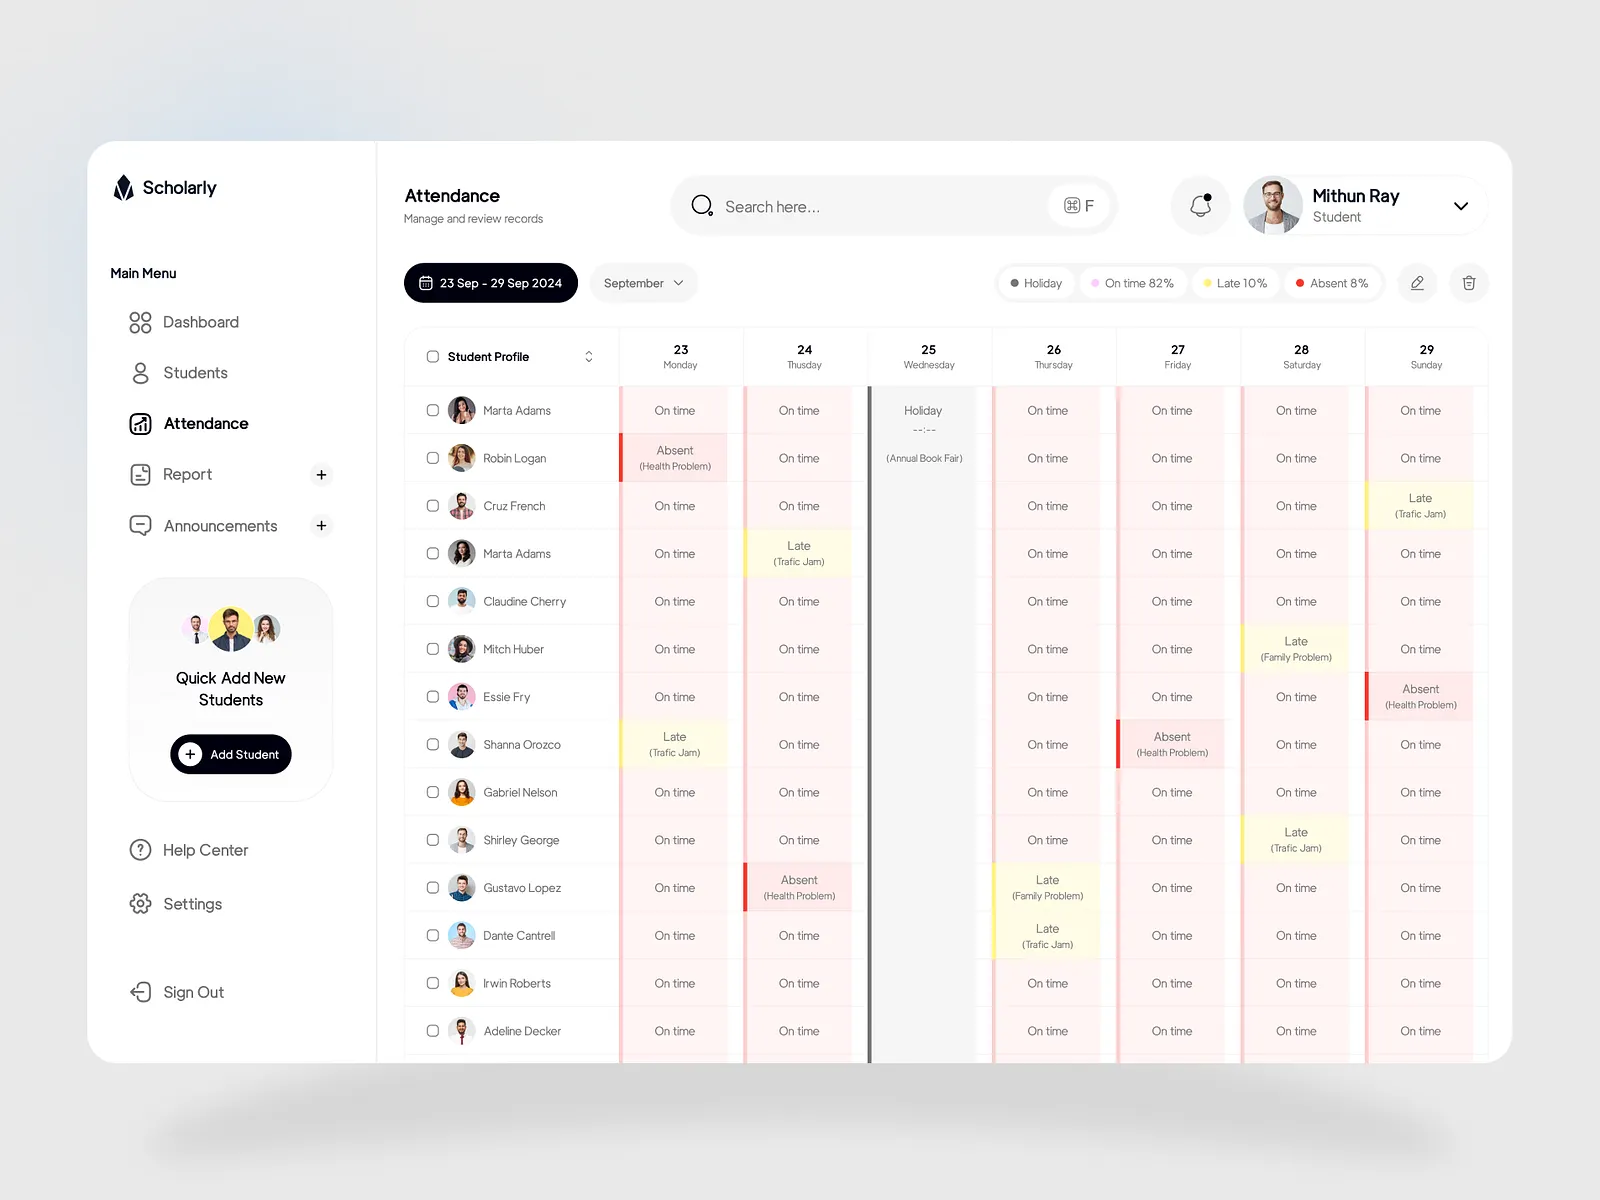 Scholarly
Main Menu
Dashboard
Students
Attendance
Report
Announcements
Quick Add New
Students
Add Student
Help Center
Settings
Sign Out
Attendance
Manage and review records
Search here...
⌘ F
Mithun Ray
Student
23 Sep - 29 Sep 2024
September
Holiday
On time 82%
Late 10%
Absent 8%
Student Profile
23
Monday
24
Thusday
25
Wednesday
26
Thursday
27
Friday
28
Saturday
29
Sunday
Marta Adams
On time
On time
Holiday
--:--
(Annual Book Fair)
On time
On time
On time
On time
Robin Logan
Absent
(Health Problem)
On time
On time
On time
On time
On time
Cruz French
On time
On time
On time
On time
On time
Late
(Trafic Jam)
Marta Adams
On time
Late
(Trafic Jam)
On time
On time
On time
On time
Claudine Cherry
On time
On time
On time
On time
On time
On time
Mitch Huber
On time
On time
On time
On time
Late
(Family Problem)
On time
Essie Fry
On time
On time
On time
On time
On time
Absent
(Health Problem)
Shanna Orozco
Late
(Trafic Jam)
On time
On time
Absent
(Health Problem)
On time
On time
Gabriel Nelson
On time
On time
On time
On time
On time
On time
Shirley George
On time
On time
On time
On time
Late
(Trafic Jam)
On time
Gustavo Lopez
On time
Absent
(Health Problem)
Late
(Family Problem)
On time
On time
On time
Dante Cantrell
On time
On time
Late
(Trafic Jam)
On time
On time
On time
Irwin Roberts
On time
On time
On time
On time
On time
On time
Adeline Decker
On time
On time
On time
On time
On time
On time